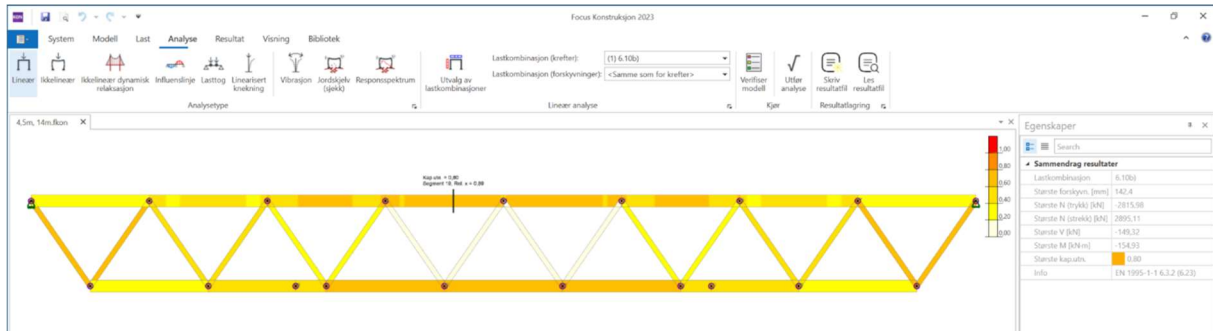 Focus Konstruksjon 2023
System Modell Last Analyse Resultat Visning Bibliotek
Lineær
Ikkelineær
Ikkelineær dynamisk relaksasjon
Influenslinje
Lasttog
Linearisert knekning
Vibrasjon
Jordskjelv (sjekk)
Responsspektrum
Analysetype
Utvalg av lastkombinasjoner
Lastkombinasjon (krefter): (1) 6.10b)
Lastkombinasjon (forskyvninger): <Samme som for krefter>
Lineær analyse
Verifiser modell
Utfør analyse
Kjør
Skriv resultatfil
Les resultatfil
Resultatlagring
4,5m, 14m.fkon
Kap.utn. = 0,80
Segment 18, Rel. x = 0,88
1,00
0,80
0,60
0,40
0,20
0,00
Egenskaper
Search
Sammendrag resultater
Lastkombinasjon 6.10b)
Største forskyvn. [mm] 142,4
Største N (trykk) [kN] -2815,98
Største N (strekk) [kN] 2895,11
Største V [kN] -149,32
Største M [kN·m] -154,93
Største kap.utn. 0.80
Info EN 1995-1-1 6.3.2 (6.23)